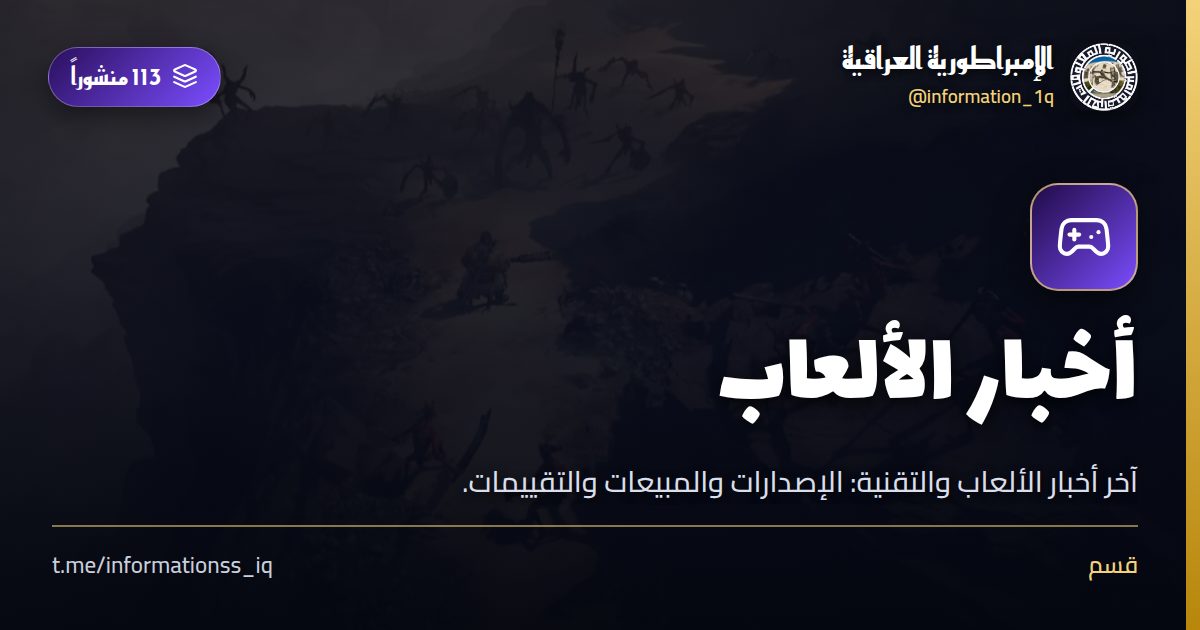 الإمبراطورية العراقية
@information_1q
113 منشوراً
أخبار الألعاب
آخر أخبار الألعاب والتقنية: الإصدارات والمبيعات والتقييمات.
قسم
t.me/informationss_iq